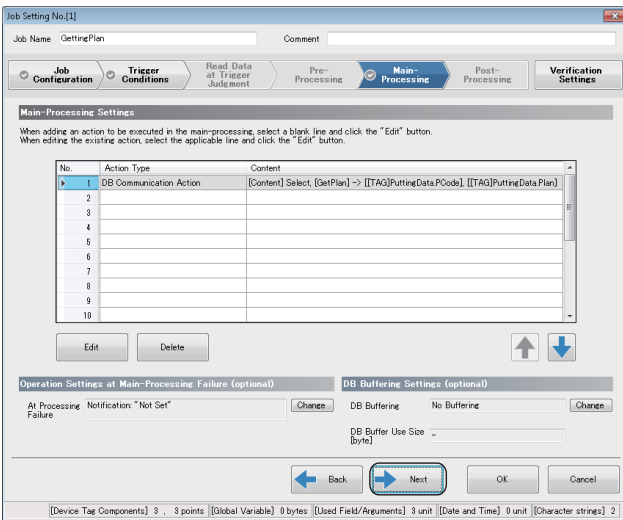 Job Setting No.[1]
Job Name GettingPlan Comment
Job Configuration Trigger Conditions Read Data at Trigger Judgment Pre-Processing Main-Processing Post-Processing Verification Settings
Main-Processing Settings
When adding an action to be executed in the main-processing, select a blank line and click the "Edit" button.
When editing the existing action, select the applicable line and click the "Edit" button.
No. Action Type Content
1 DB Communication Action [Content] Select, [GetPlan] -> [[TAG]PuttingData.PCode], [[TAG]PuttingData.Plan]
2
3
4
5
6
7
8
9
10
Edit Delete
Operation Settings at Main-Processing Failure (optional) DB Buffering Settings (optional)
At Processing Failure Notification: "Not Set" Change DB Buffering No Buffering Change
DB Buffer Use Size [byte] -
Back Next OK Cancel
[Device Tag Components] 3 , 3 points [Global Variable] 0 bytes [Used Field/Arguments] 3 unit [Date and Time] 0 unit [Character strings] 2